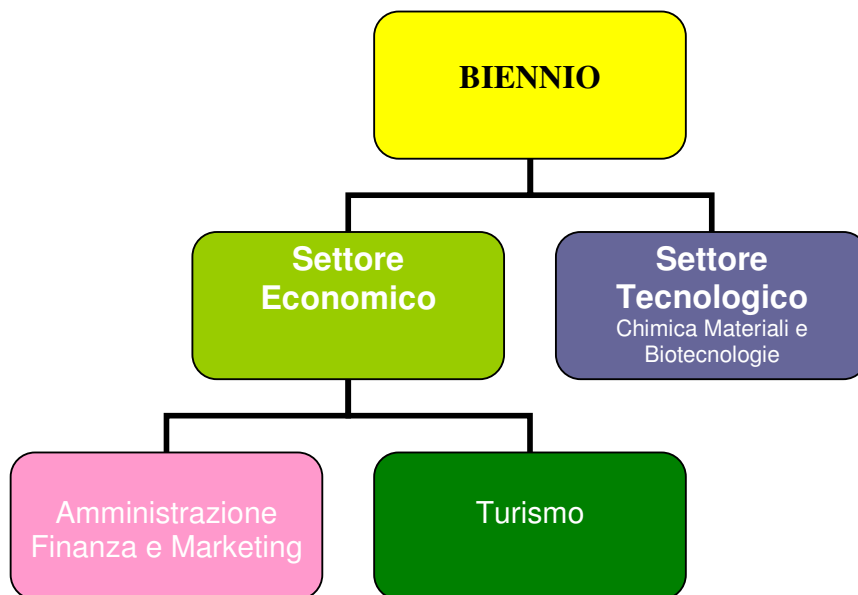 BIENNIO
Settore
Economico
Settore
Tecnologico
Chimica Materiali e
Biotecnologie
Amministrazione
Finanza e Marketing
Turismo